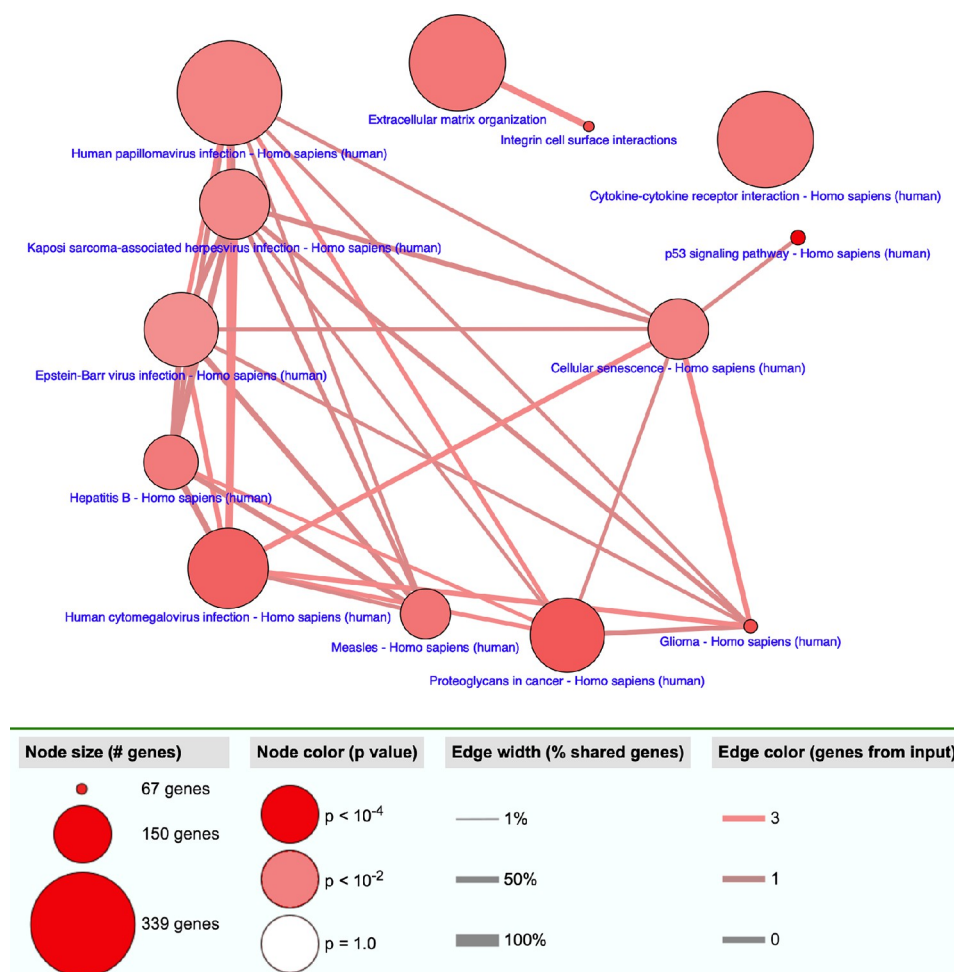 Extracellular matrix organization
Integrin cell surface interactions
Human papillomavirus infection - Homo sapiens (human)
Cytokine-cytokine receptor interaction - Homo sapiens (human)
Kaposi sarcoma-associated herpesvirus infection - Homo sapiens (human)
p53 signaling pathway - Homo sapiens (human)
Epstein-Barr virus infection - Homo sapiens (human)
Cellular senescence - Homo sapiens (human)
Hepatitis B - Homo sapiens (human)
Human cytomegalovirus infection - Homo sapiens (human)
Measles - Homo sapiens (human)
Glioma - Homo sapiens (human)
Proteoglycans in cancer - Homo sapiens (human)
Node size (# genes)
67 genes
150 genes
339 genes
Node color (p value)
p < 10⁻⁴
p < 10⁻²
p = 1.0
Edge width (% shared genes)
1%
50%
100%
Edge color (genes from input)
3
1
0